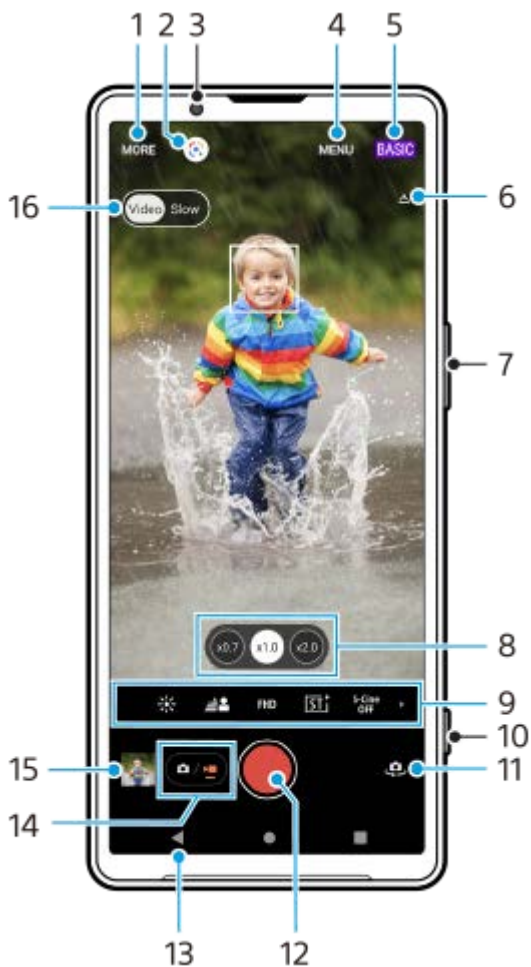 1 2 3 4 5
MORE MENU BASIC
6
16 Video Slow
7
x0.7 x1.0 x2.0 8
FHD ST+ S-Cine OFF 9
10
15 11
14
13 12